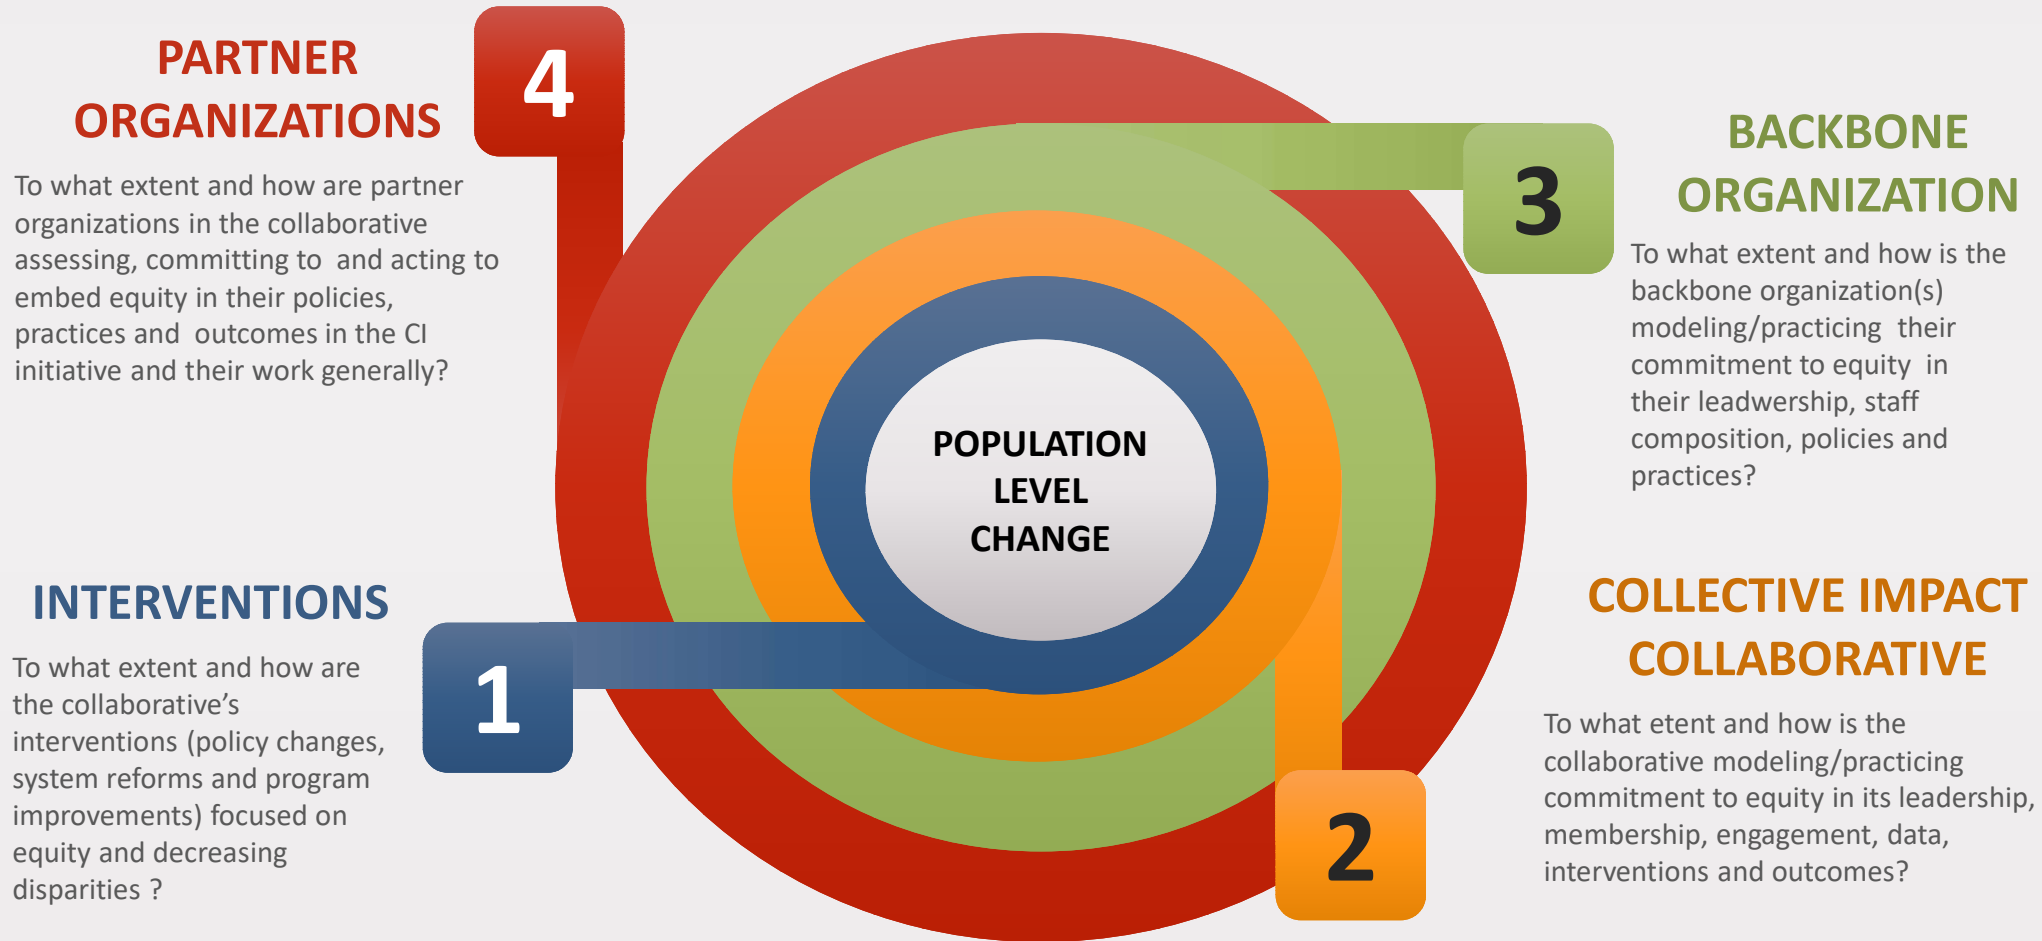 PARTNER
ORGANIZATIONS
4
To what extent and how are partner
organizations in the collaborative
assessing, committing to  and acting to
embed equity in their policies,
practices and  outcomes in the CI
initiative and their work generally?
3
BACKBONE
ORGANIZATION
To what extent and how is the
backbone organization(s)
modeling/practicing  their
commitment to equity  in
their leadwership, staff
composition, policies and
practices?
POPULATION
LEVEL
CHANGE
INTERVENTIONS
1
To what extent and how are
the collaborative’s
interventions (policy changes,
system reforms and program
improvements) focused on
equity and decreasing
disparities ?
COLLECTIVE IMPACT
COLLABORATIVE
2
To what etent and how is the
collaborative modeling/practicing
commitment to equity in its leadership,
membership, engagement, data,
interventions and outcomes?